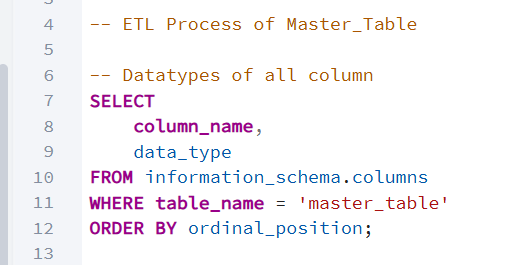 4 -- ETL Process of Master_Table
5
6 -- Datatypes of all column
7 SELECT
8 column_name,
9 data_type
10 FROM information_schema.columns
11 WHERE table_name = 'master_table'
12 ORDER BY ordinal_position;
13